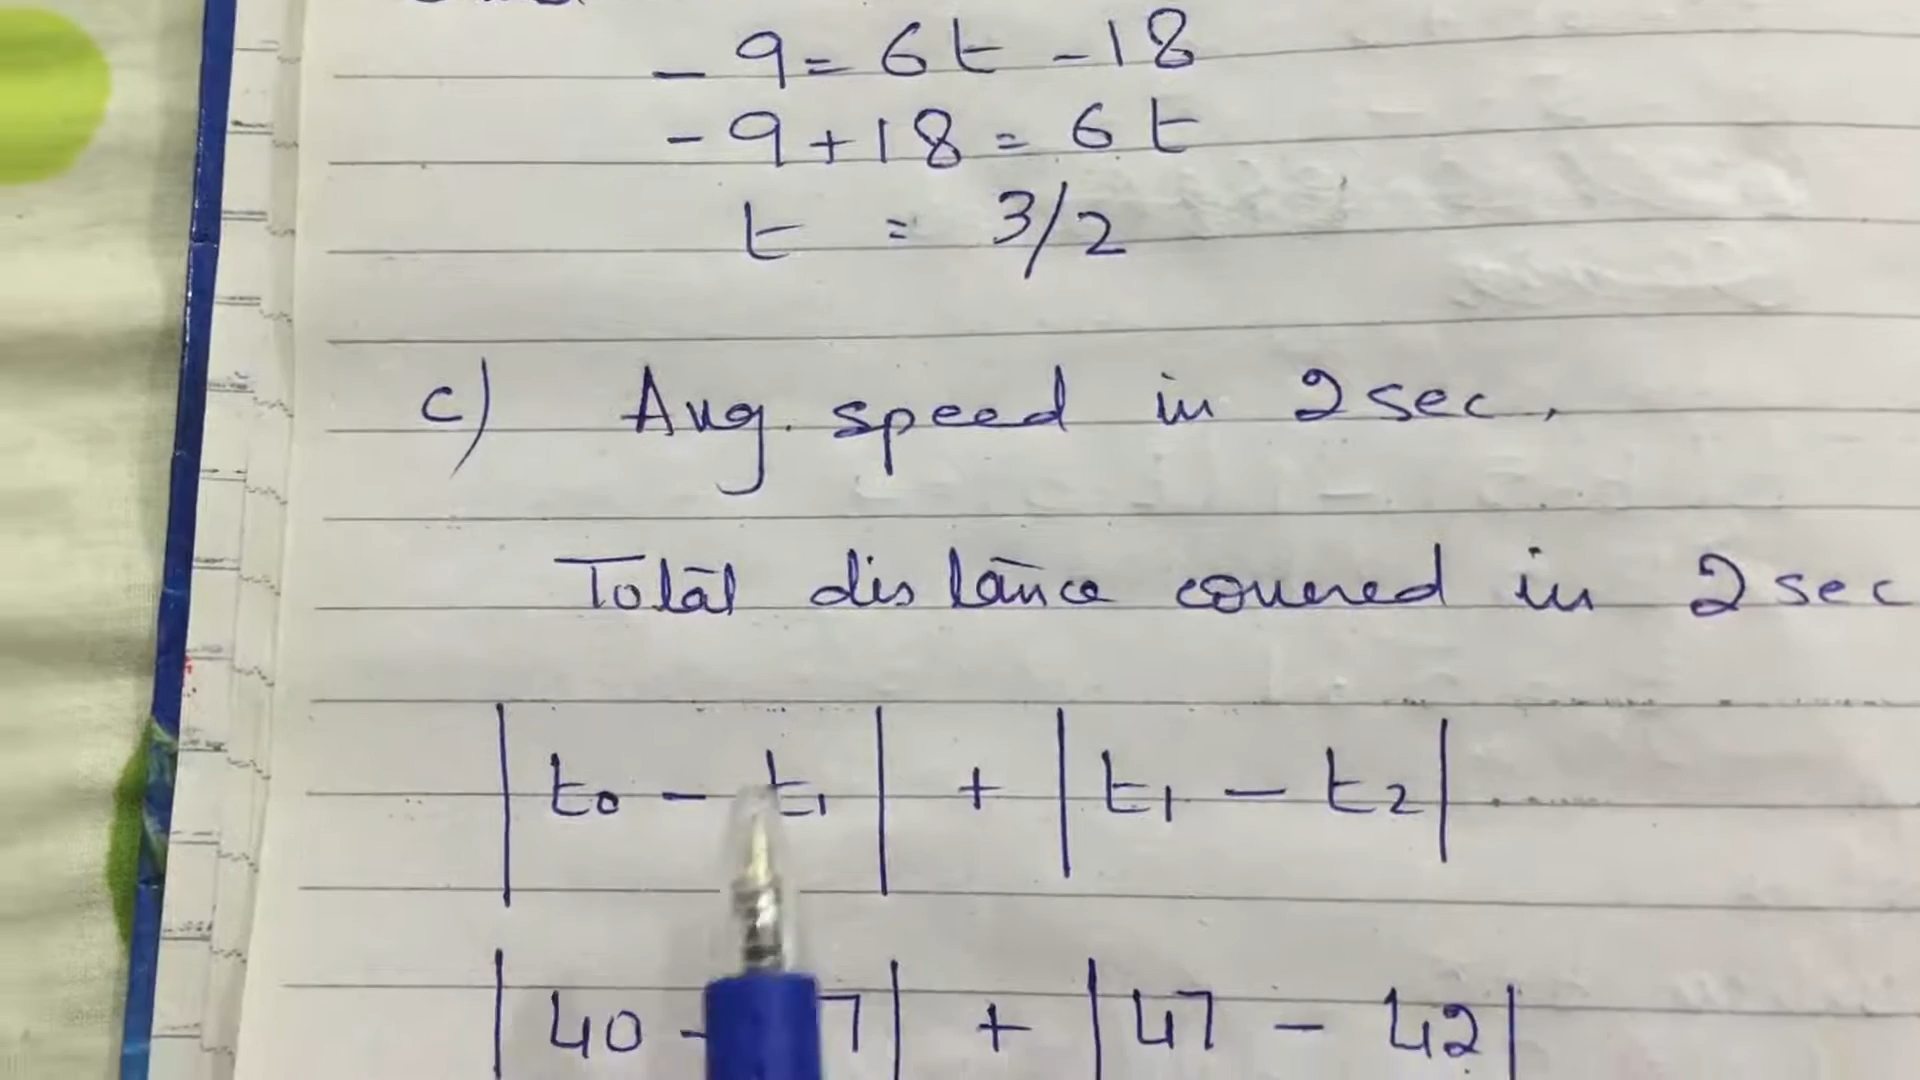 - 9 = 6t - 18
- 9 + 18 = 6t
t = 3/2
c) Avg. speed in 2 sec.
Total distance covered in 2 sec
|t₀ - t₁| + |t₁ - t₂|
|40 - 7| + |47 - 42|